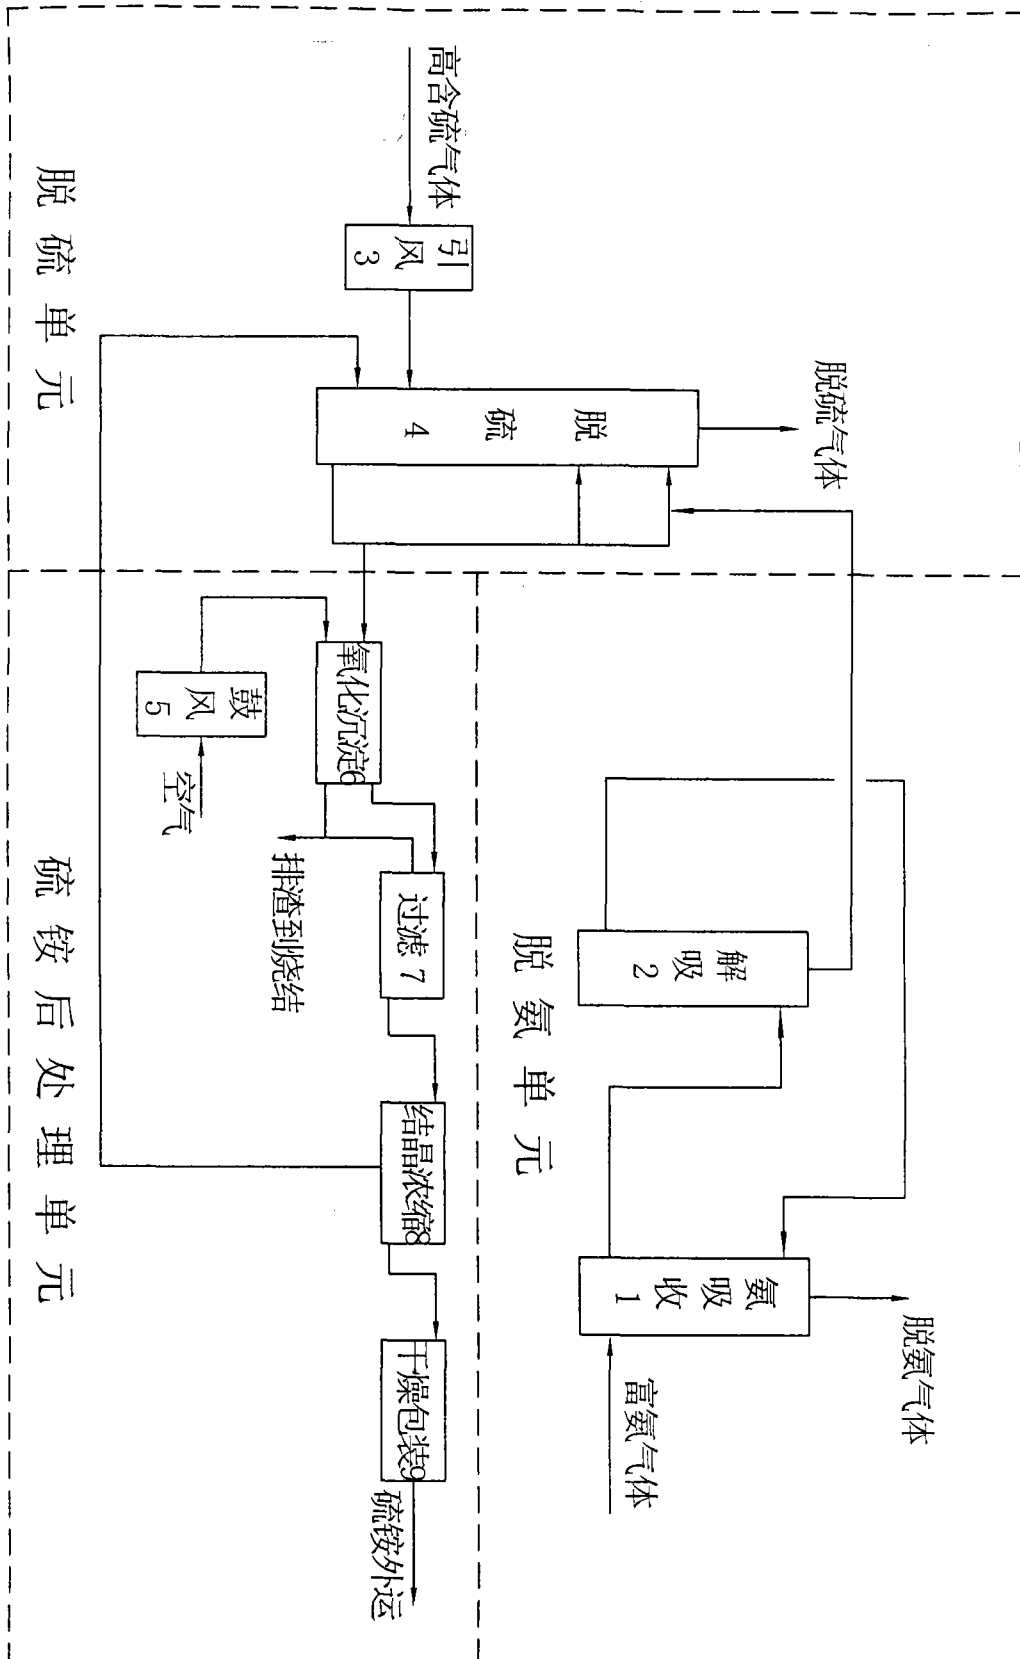 高含硫气体
引风3
脱硫4
脱硫气体
脱硫单元
鼓风5
空气
氧化沉淀6
排渣到烧结
过滤7
结晶浓缩8
干燥包装9
硫铵外运
硫铵后处理单元
解吸2
氨吸收1
脱氨气体
富氨气体
脱氨单元